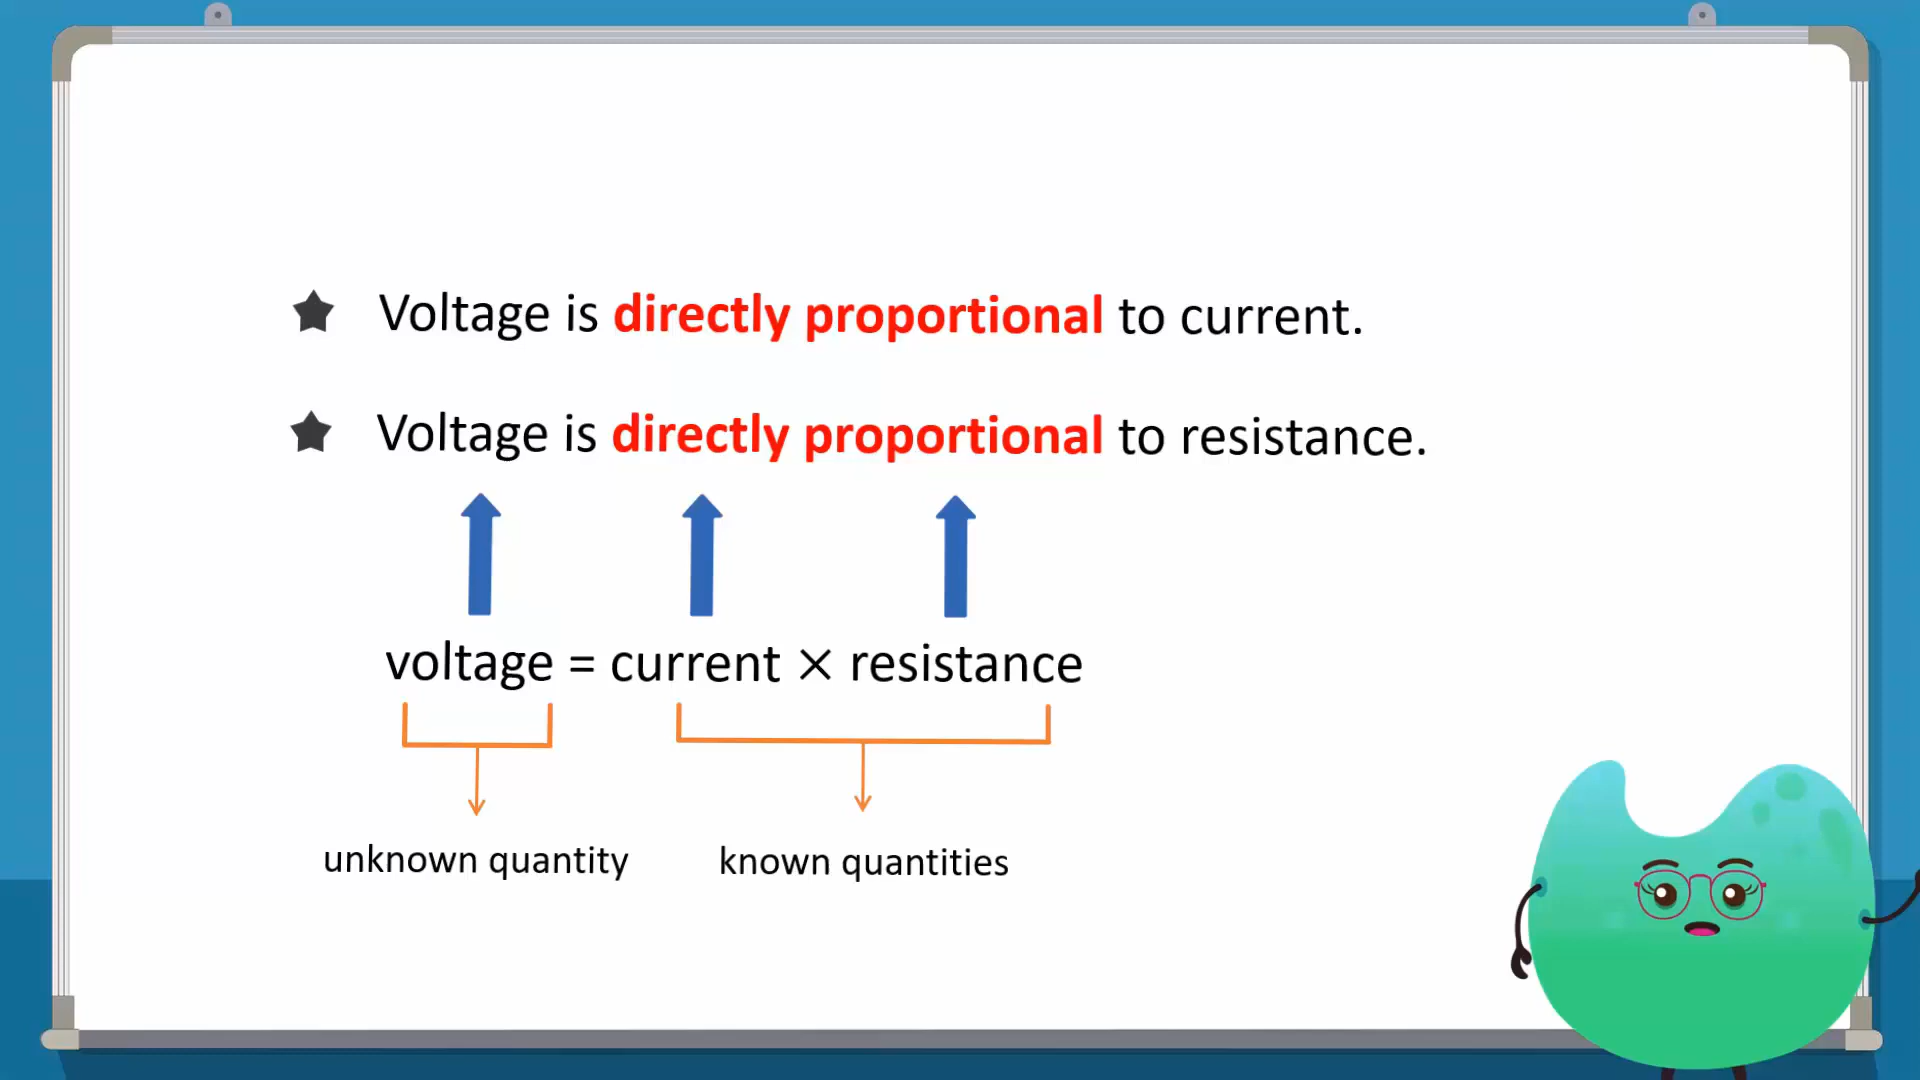 Voltage is directly proportional to current.
Voltage is directly proportional to resistance.
voltage = current × resistance
unknown quantity known quantities